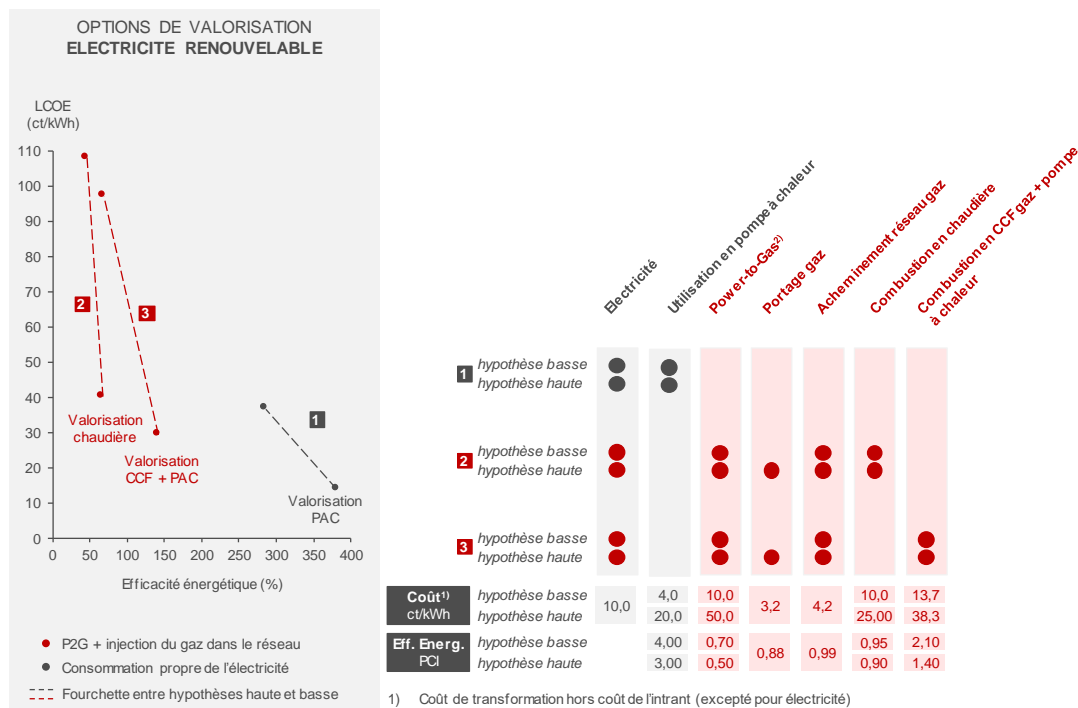 OPTIONS DE VALORISATION
ELECTRICITE RENOUVELABLE
LCOE
(ct/kWh)
110
100
90
80
70
60
50
40
30
20
10
0
0 50 100 150 200 250 300 350 400
Efficacité énergétique (%)
2
3
1
Valorisation
chaudière
Valorisation
CCF + PAC
Valorisation
PAC
P2G + injection du gaz dans le réseau
Consommation propre de l'électricité
Fourchette entre hypothèses haute et basse
Electricité
Utilisation en pompe à chaleur
Power-to-Gas2)
Portage gaz
Acheminement réseau gaz
Combustion en chaudière
Combustion en CCF gaz + pompe
à chaleur
1 hypothèse basse
hypothèse haute
2 hypothèse basse
hypothèse haute
3 hypothèse basse
hypothèse haute
Coût1)
ct/kWh
hypothèse basse 4,0 10,0 10,0 13,7
10,0 3,2 4,2
hypothèse haute 20,0 50,0 25,00 38,3
Eff. Energ.
PCI
hypothèse basse 4,00 0,70 0,95 2,10
0,88 0,99
hypothèse haute 3,00 0,50 0,90 1,40
1) Coût de transformation hors coût de l'intrant (excepté pour électricité)